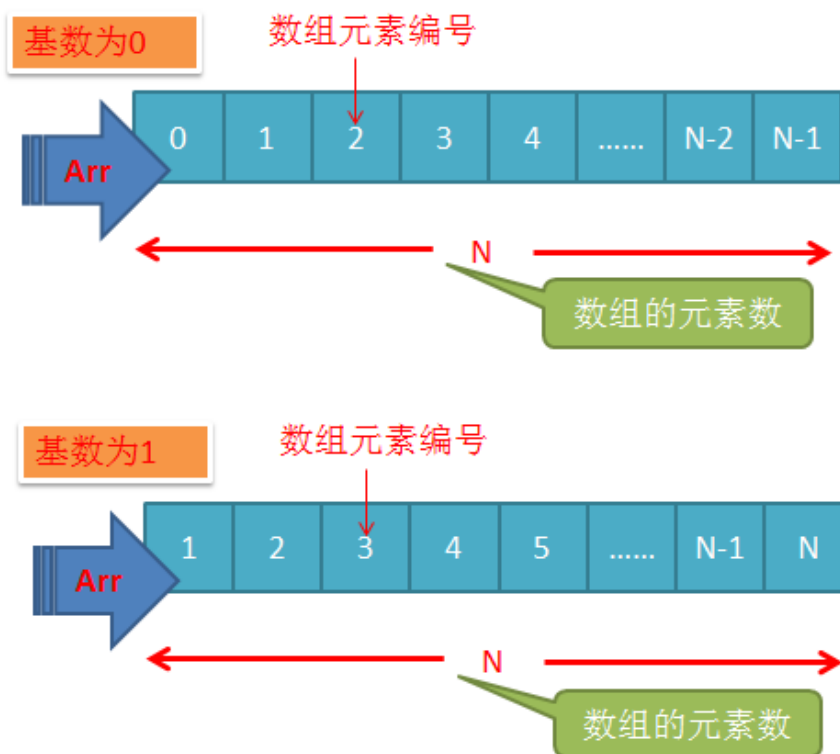 基数为0
数组元素编号
Arr
0 1 2 3 4 …… N-2 N-1
N
数组的元素数
基数为1
数组元素编号
Arr
1 2 3 4 5 …… N-1 N
N
数组的元素数